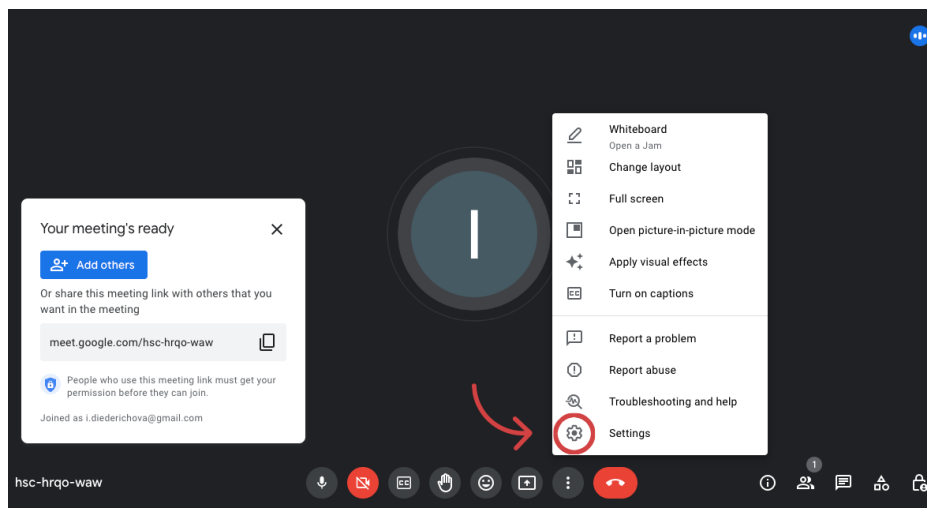 Your meeting's ready
Add others
Or share this meeting link with others that you
want in the meeting
meet.google.com/hsc-hrqo-waw
People who use this meeting link must get your
permission before they can join.
Joined as i.diederichova@gmail.com
I
Whiteboard
Open a Jam
Change layout
Full screen
Open picture-in-picture mode
Apply visual effects
CC
Turn on captions
Report a problem
Report abuse
Troubleshooting and help
Settings
hsc-hrqo-waw
CC
1